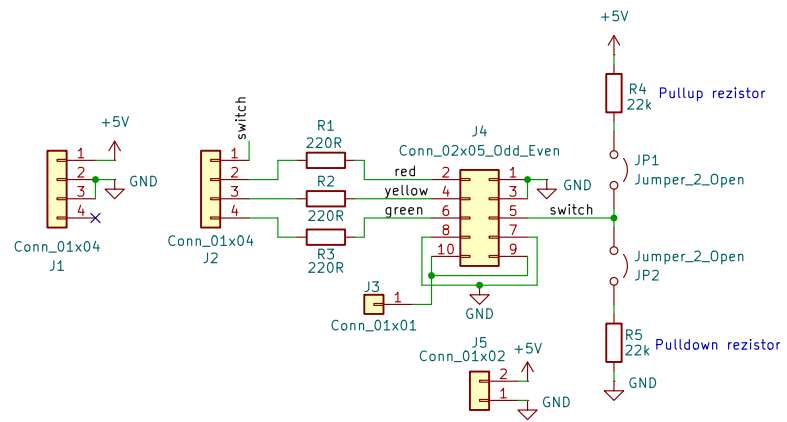 +5V
R4
22k
Pullup rezistor
switch
R1
220R
J4
Conn_02x05_Odd_Even
+5V
1
2
3
4
GND
Conn_01x04
J1
1
2
3
4
Conn_01x04
J2
R2
220R
R3
220R
red
yellow
green
2
4
6
8
10
1
3
5
7
9
GND
switch
JP1
Jumper_2_Open
Jumper_2_Open
JP2
J3
1
Conn_01x01
GND
R5
22k
Pulldown rezistor
GND
J5
Conn_01x02
+5V
2
1
GND